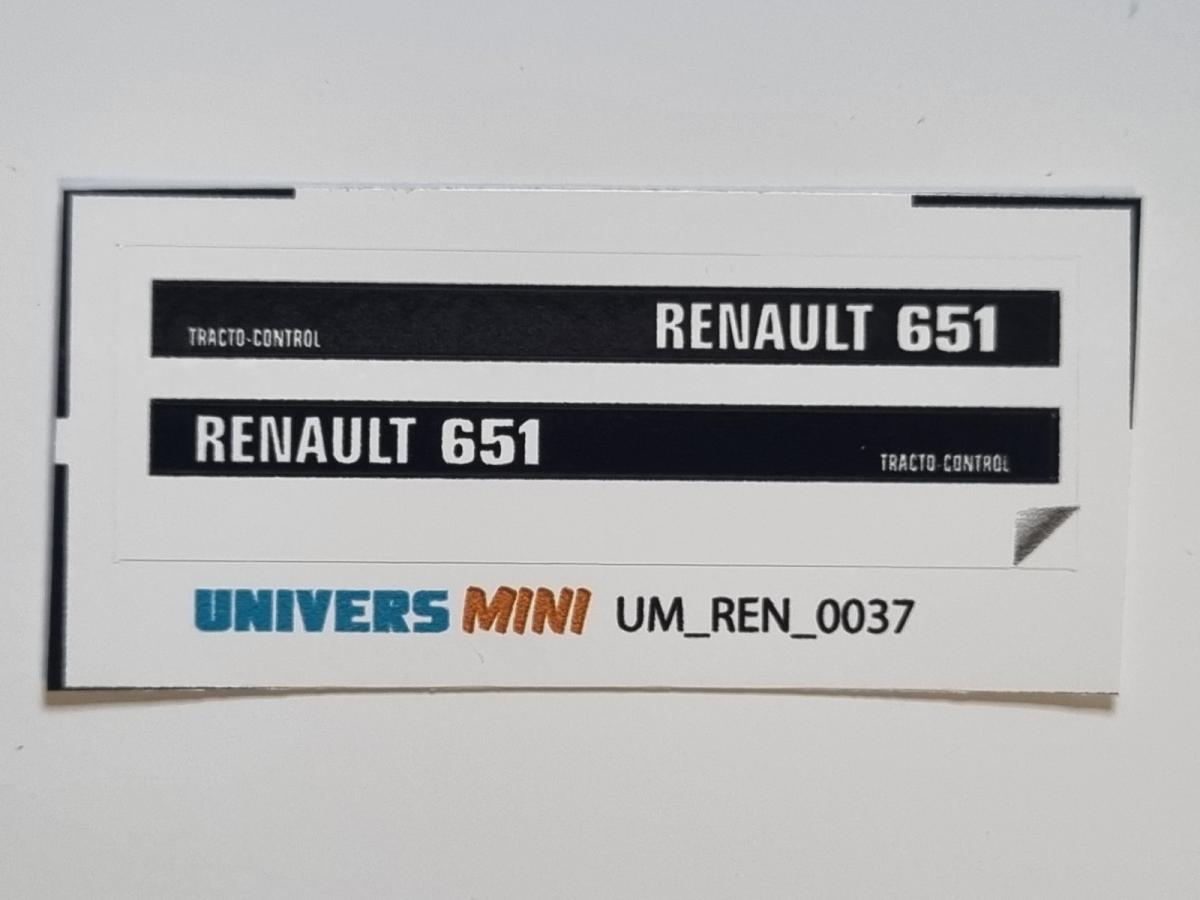 TRACTO-CONTROL RENAULT 651
RENAULT 651 TRACTO-CONTROL
UNIVERS MINI UM_REN_0037